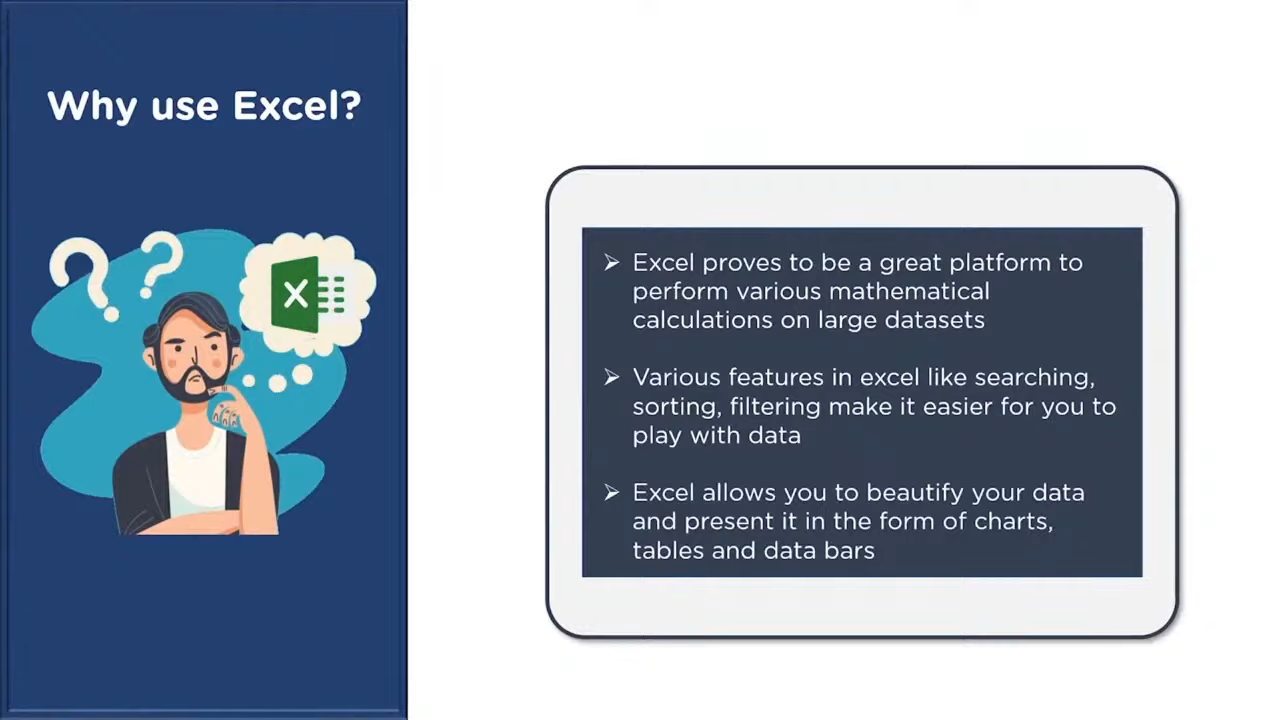 Why use Excel?
X
➢ Excel proves to be a great platform to
perform various mathematical
calculations on large datasets
➢ Various features in excel like searching,
sorting, filtering make it easier for you to
play with data
➢ Excel allows you to beautify your data
and present it in the form of charts,
tables and data bars